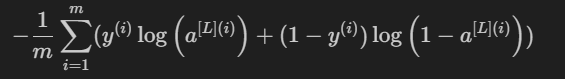 $$-\frac{1}{m} \sum_{i=1}^{m} (y^{(i)} \log \left(a^{[L](i)}\right) + (1 - y^{(i)}) \log \left(1 - a^{[L](i)}\right))$$